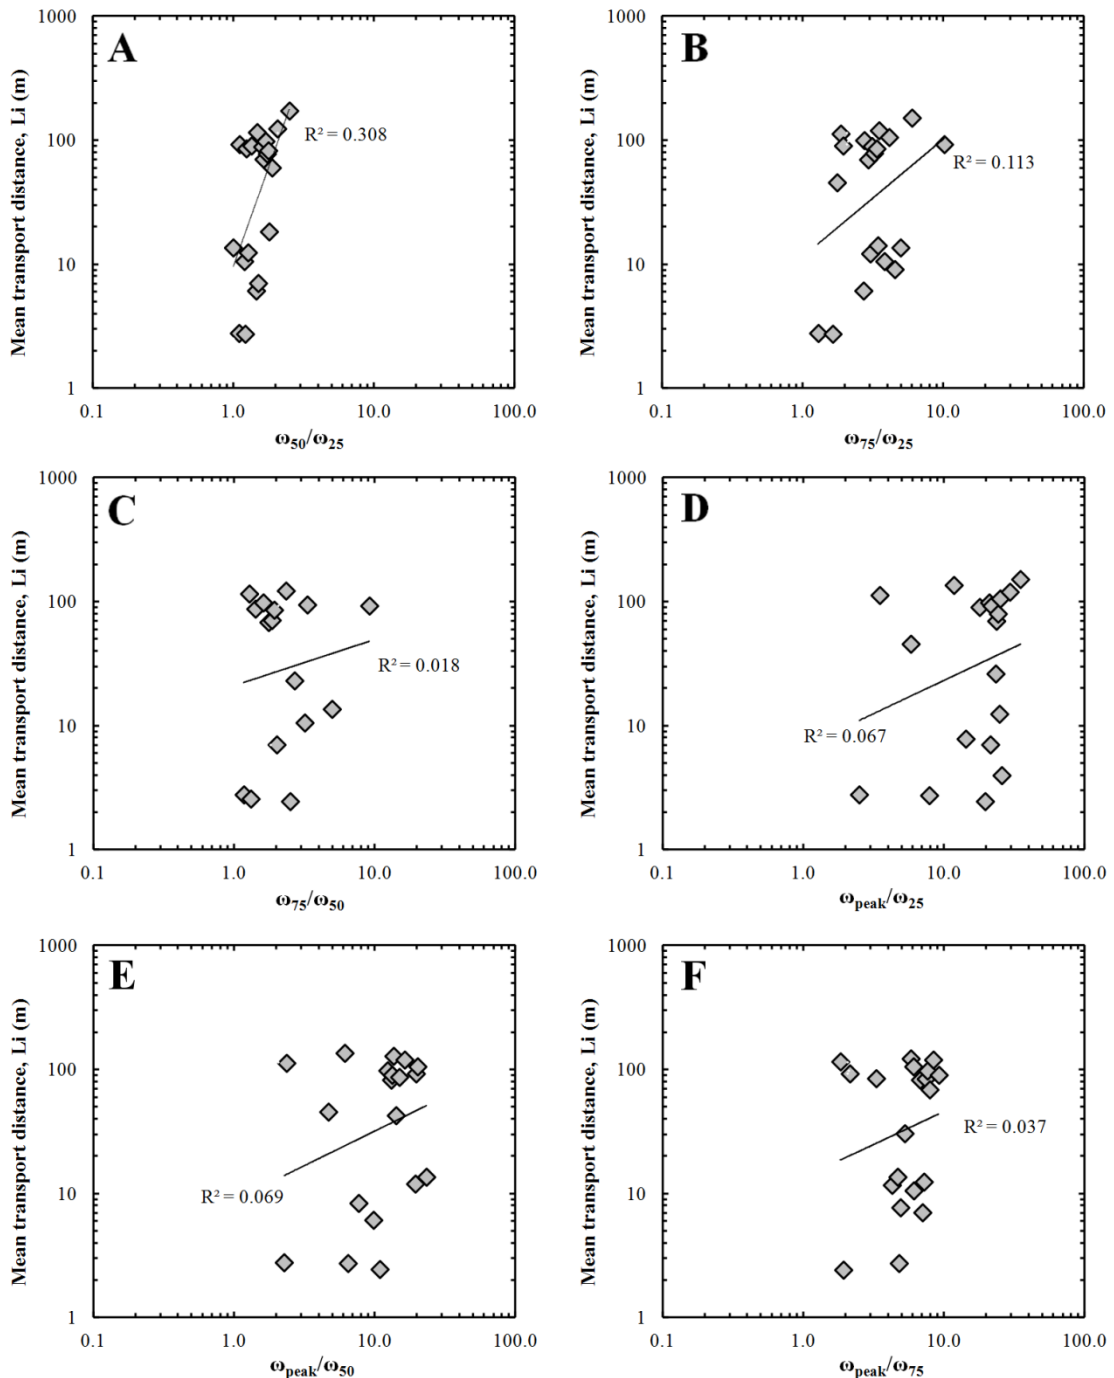 A
Mean transport distance, Li (m)
1000
100
10
1
R² = 0.308
0.1 1.0 10.0 100.0
ω50/ω25
B
Mean transport distance, Li (m)
1000
100
10
1
R² = 0.113
0.1 1.0 10.0 100.0
ω75/ω25
C
Mean transport distance, Li (m)
1000
100
10
1
R² = 0.018
0.1 1.0 10.0 100.0
ω75/ω50
D
Mean transport distance, Li (m)
1000
100
10
1
R² = 0.067
0.1 1.0 10.0 100.0
ωpeak/ω25
E
Mean transport distance, Li (m)
1000
100
10
1
R² = 0.069
0.1 1.0 10.0 100.0
ωpeak/ω50
F
Mean transport distance, Li (m)
1000
100
10
1
R² = 0.037
0.1 1.0 10.0 100.0
ωpeak/ω75